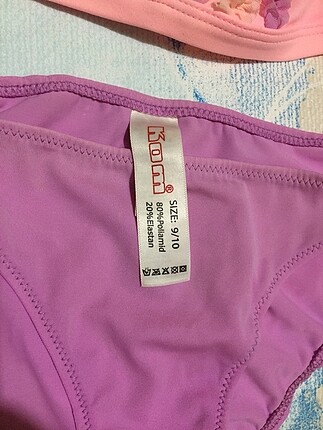 Kom®
SIZE: 9/10
80%Poliamid
20%Elastan